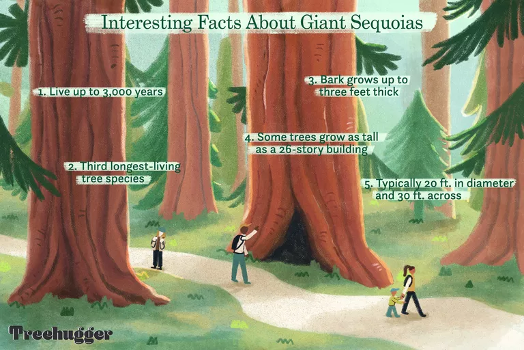 Interesting Facts About Giant Sequoias
1. Live up to 3,000 years
2. Third longest-living
tree species
3. Bark grows up to
three feet thick
4. Some trees grow as tall
as a 26-story building
5. Typically 20 ft. in diameter
and 30 ft. across
Treehugger